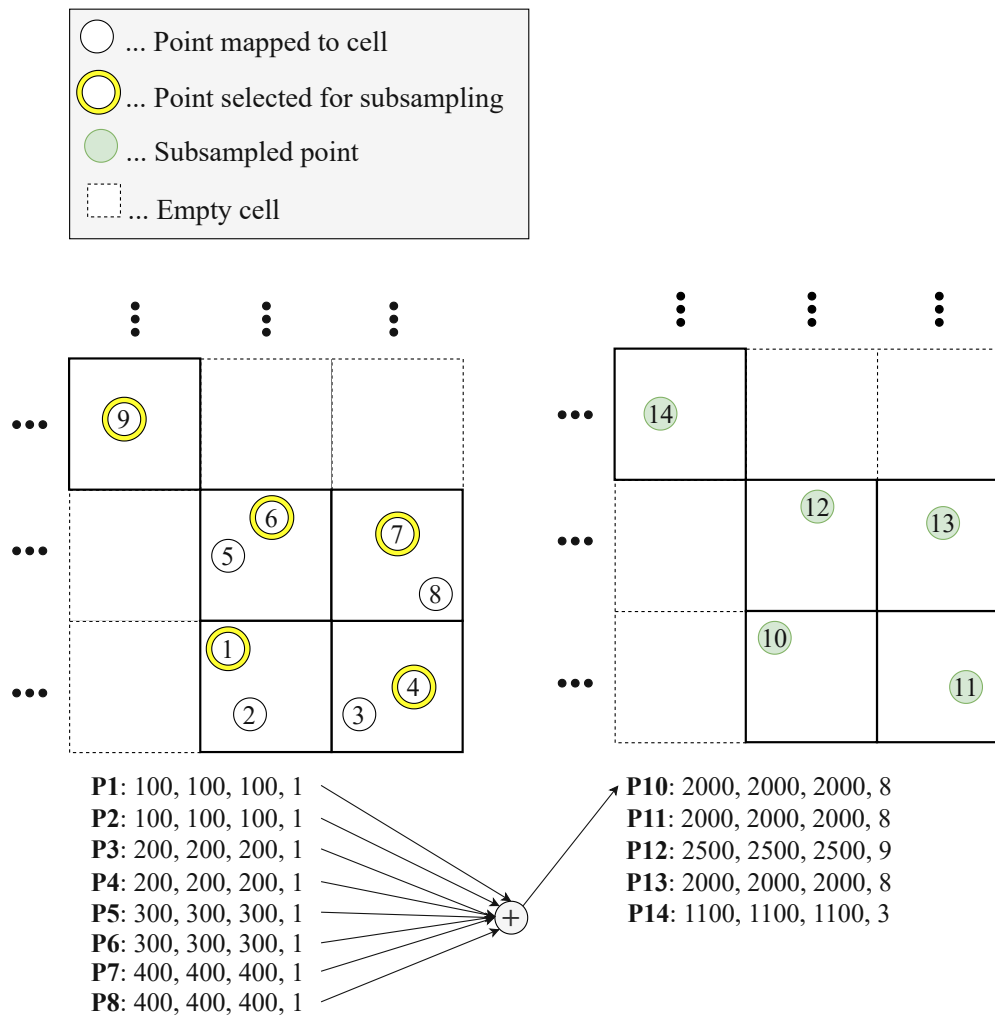 ... Point mapped to cell
... Point selected for subsampling
... Subsampled point
... Empty cell
9
6
5
7
8
1
2
4
3
14
12
13
10
11
P1: 100, 100, 100, 1
P2: 100, 100, 100, 1
P3: 200, 200, 200, 1
P4: 200, 200, 200, 1
P5: 300, 300, 300, 1
P6: 300, 300, 300, 1
P7: 400, 400, 400, 1
P8: 400, 400, 400, 1
+
P10: 2000, 2000, 2000, 8
P11: 2000, 2000, 2000, 8
P12: 2500, 2500, 2500, 9
P13: 2000, 2000, 2000, 8
P14: 1100, 1100, 1100, 3